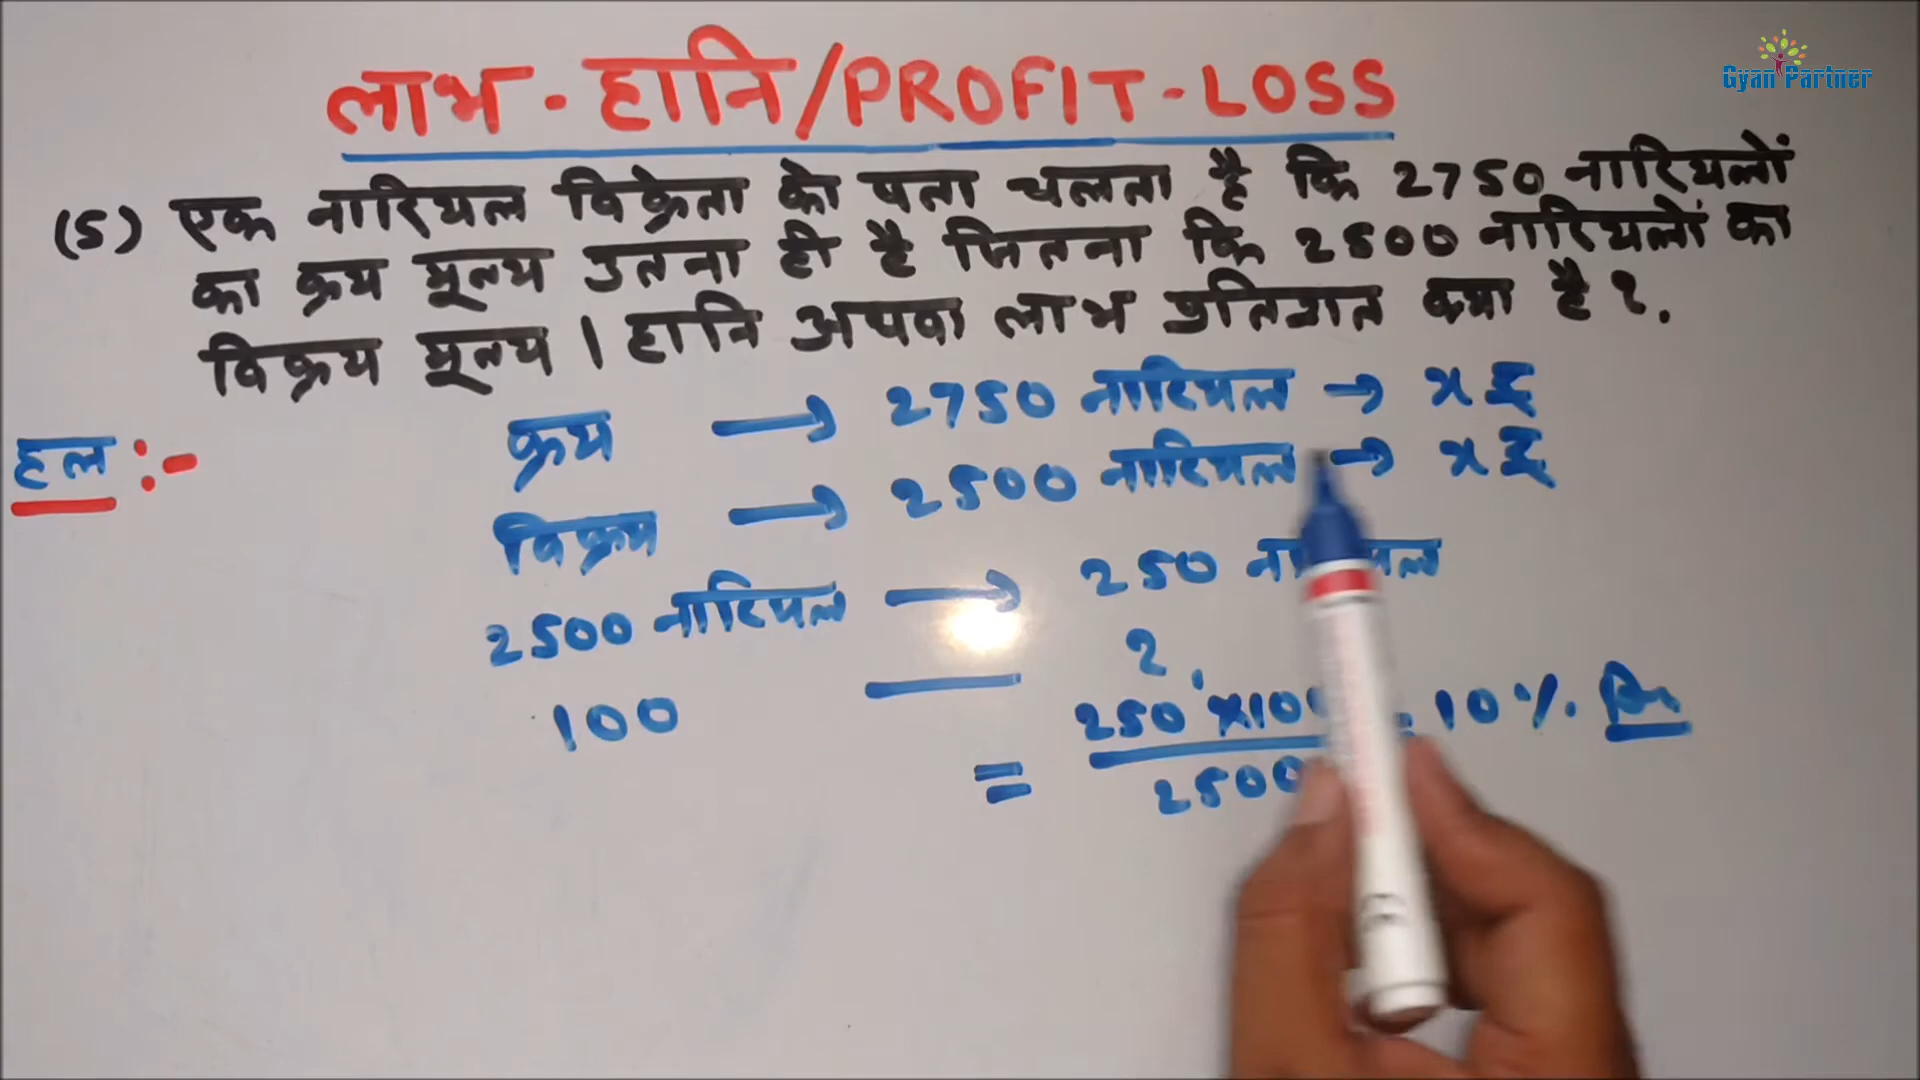 लाभ - हानि/PROFIT-LOSS
Gyan Partner
(5) एक नारियल विक्रेता को पता चलता है कि 2750 नारियलों
का क्रय मूल्य उतना ही है जितना कि 2500 नारियलों का
विक्रय मूल्य । हानि अथवा लाभ प्रतिशत क्या है ?.
हल :-
क्रय → 2750 नारियल → x ई
विक्रय → 2500 नारियल → x ई
2500 नारियल → 250
100 — ?
= 250 × 10
2500
10%.